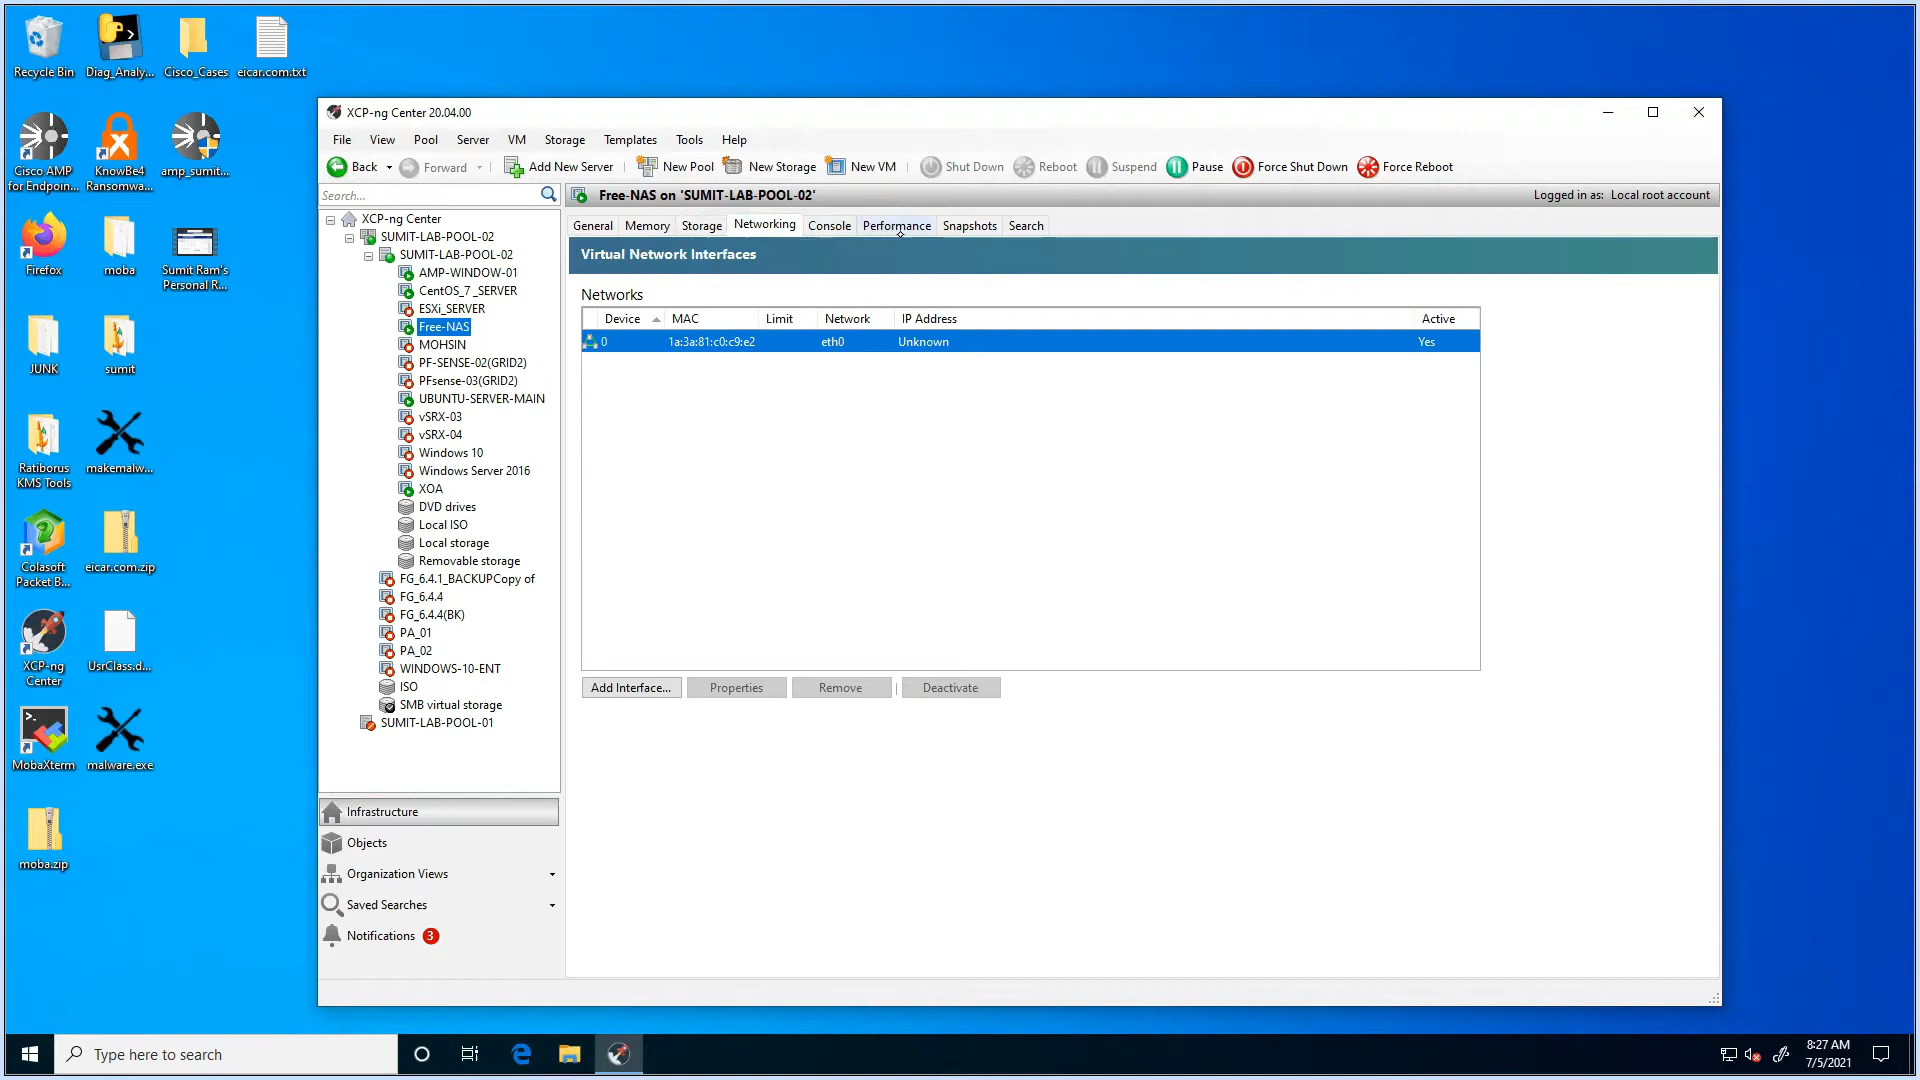 Recycle Bin
Diag_Analy...
Cisco_Cases
eicar.com.txt
Cisco AMP
for Endpoin...
KnowBe4
Ransomwa...
amp_sumit...
Firefox
moba
Sumit Ram's
Personal R...
JUNK
sumit
Ratiborus
KMS Tools
makemalw...
Colasoft
Packet B...
eicar.com.zip
XCP-ng
Center
UsrClass.d...
MobaXterm
malware.exe
moba.zip
XCP-ng Center 20.04.00
File View Pool Server VM Storage Templates Tools Help
Back Forward Add New Server New Pool New Storage New VM Shut Down Reboot Suspend Pause Force Shut Down Force Reboot
Search...
Free-NAS on 'SUMIT-LAB-POOL-02'
Logged in as: Local root account
XCP-ng Center
SUMIT-LAB-POOL-02
SUMIT-LAB-POOL-02
AMP-WINDOW-01
CentOS_7 _SERVER
ESXi_SERVER
Free-NAS
MOHSIN
PF-SENSE-02(GRID2)
PFsense-03(GRID2)
UBUNTU-SERVER-MAIN
vSRX-03
vSRX-04
Windows 10
Windows Server 2016
XOA
DVD drives
Local ISO
Local storage
Removable storage
FG_6.4.1_BACKUPCopy of
FG_6.4.4
FG_6.4.4(BK)
PA_01
PA_02
WINDOWS-10-ENT
ISO
SMB virtual storage
SUMIT-LAB-POOL-01
Infrastructure
Objects
Organization Views
Saved Searches
Notifications 3
General Memory Storage Networking Console Performance Snapshots Search
Virtual Network Interfaces
Networks
Device MAC Limit Network IP Address Active
0 1a:3a:81:c0:c9:e2 eth0 Unknown Yes
Add Interface... Properties Remove Deactivate
Type here to search
8:27 AM
7/5/2021